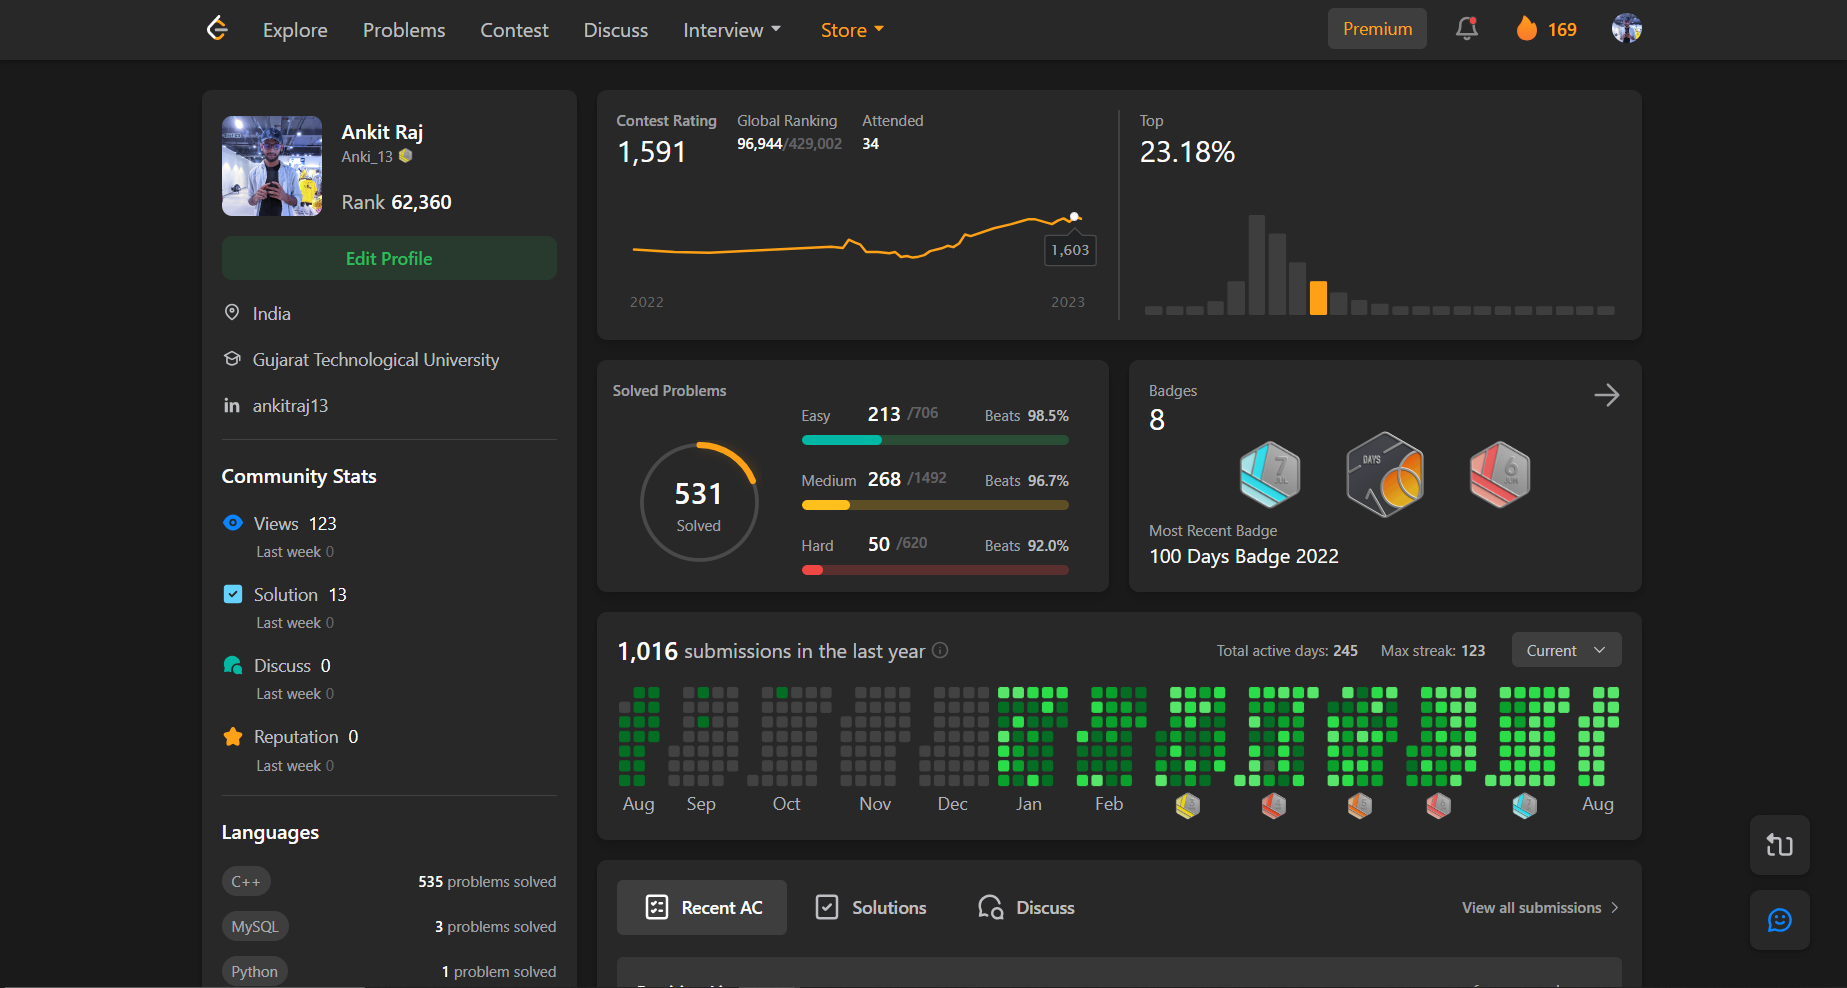 Explore Problems Contest Discuss Interview Store Premium 169
Ankit Raj
Anki_13
Rank 62,360
Edit Profile
India
Gujarat Technological University
in ankitraj13
Community Stats
Views 123
Last week 0
Solution 13
Last week 0
Discuss 0
Last week 0
Reputation 0
Last week 0
Languages
C++ 535 problems solved
MySQL 3 problems solved
Python 1 problem solved
Contest Rating Global Ranking Attended
1,591 96,944/429,002 34
1,603
2022 2023
Top
23.18%
Solved Problems
531
Solved
Easy 213 /706 Beats 98.5%
Medium 268 /1492 Beats 96.7%
Hard 50 /620 Beats 92.0%
Badges
8
7
JUL
DAYS
6
JUN
Most Recent Badge
100 Days Badge 2022
1,016 submissions in the last year Total active days: 245 Max streak: 123 Current
Aug Sep Oct Nov Dec Jan Feb Aug
Recent AC Solutions Discuss View all submissions